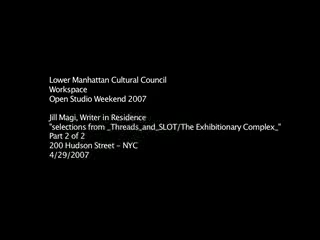 Lower Manhattan Cultural Council
Workspace
Open Studio Weekend 2007
Jill Magi, Writer in Residence
"selections from _Threads_and_SLOT/The Exhibitionary Complex_"
Part 2 of 2
200 Hudson Street - NYC
4/29/2007